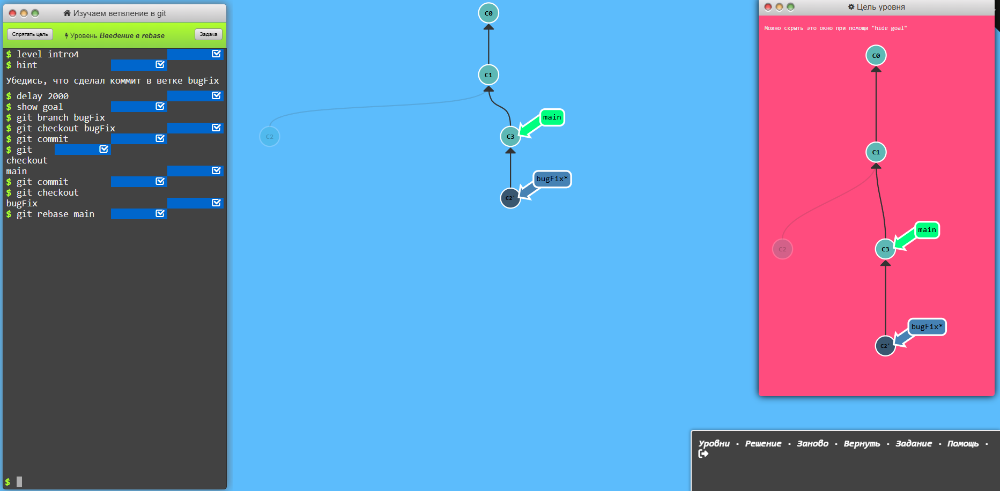 Изучаем ветвление в git
Спрятать цель
Уровень Введение в rebase
Задача
$ level intro4
$ hint
Убедись, что сделал коммит в ветке bugFix
$ delay 2000
$ show goal
$ git branch bugFix
$ git checkout bugFix
$ git commit
$ git
checkout
main
$ git commit
$ git checkout
bugFix
$ git rebase main
$
C0
C1
main
C2
C3
bugFix*
C2'
Цель уровня
Можно скрыть это окно при помощи "hide goal"
C0
C1
main
C2
C3
bugFix*
C2'
Уровни · Решение · Заново · Вернуть · Задание · Помощь ·